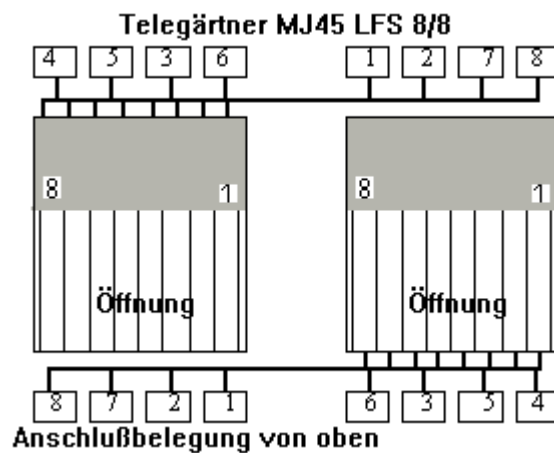 Telegärtner MJ45 LFS 8/8
4 5 3 6 1 2 7 8
8 1 8 1
Öffnung Öffnung
8 7 2 1 6 3 5 4
Anschlußbelegung von oben